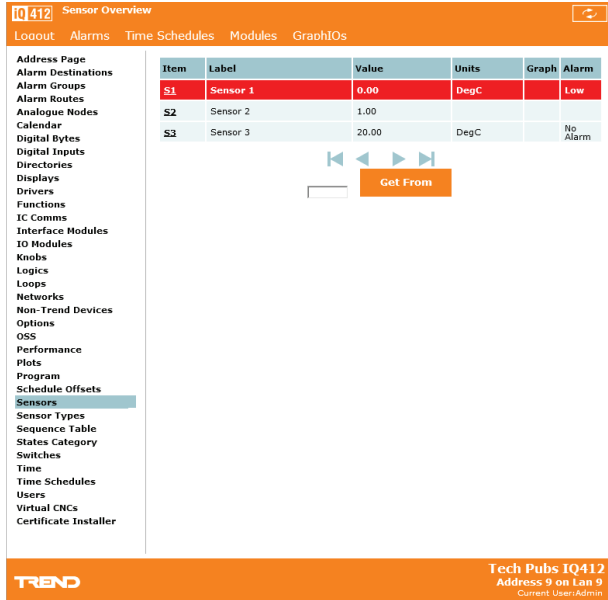 iQ 412 Sensor Overview
Logout Alarms Time Schedules Modules GraphIOs
Address Page
Alarm Destinations
Alarm Groups
Alarm Routes
Analogue Nodes
Calendar
Digital Bytes
Digital Inputs
Directories
Displays
Drivers
Functions
IC Comms
Interface Modules
IO Modules
Knobs
Logics
Loops
Networks
Non-Trend Devices
Options
OSS
Performance
Plots
Program
Schedule Offsets
Sensors
Sensor Types
Sequence Table
States Category
Switches
Time
Time Schedules
Users
Virtual CNCs
Certificate Installer
Item Label Value Units Graph Alarm
S1 Sensor 1 0.00 DegC Low
S2 Sensor 2 1.00
S3 Sensor 3 20.00 DegC No Alarm
Get From
TREND
Tech Pubs IQ412
Address 9 on Lan 9
Current User:Admin